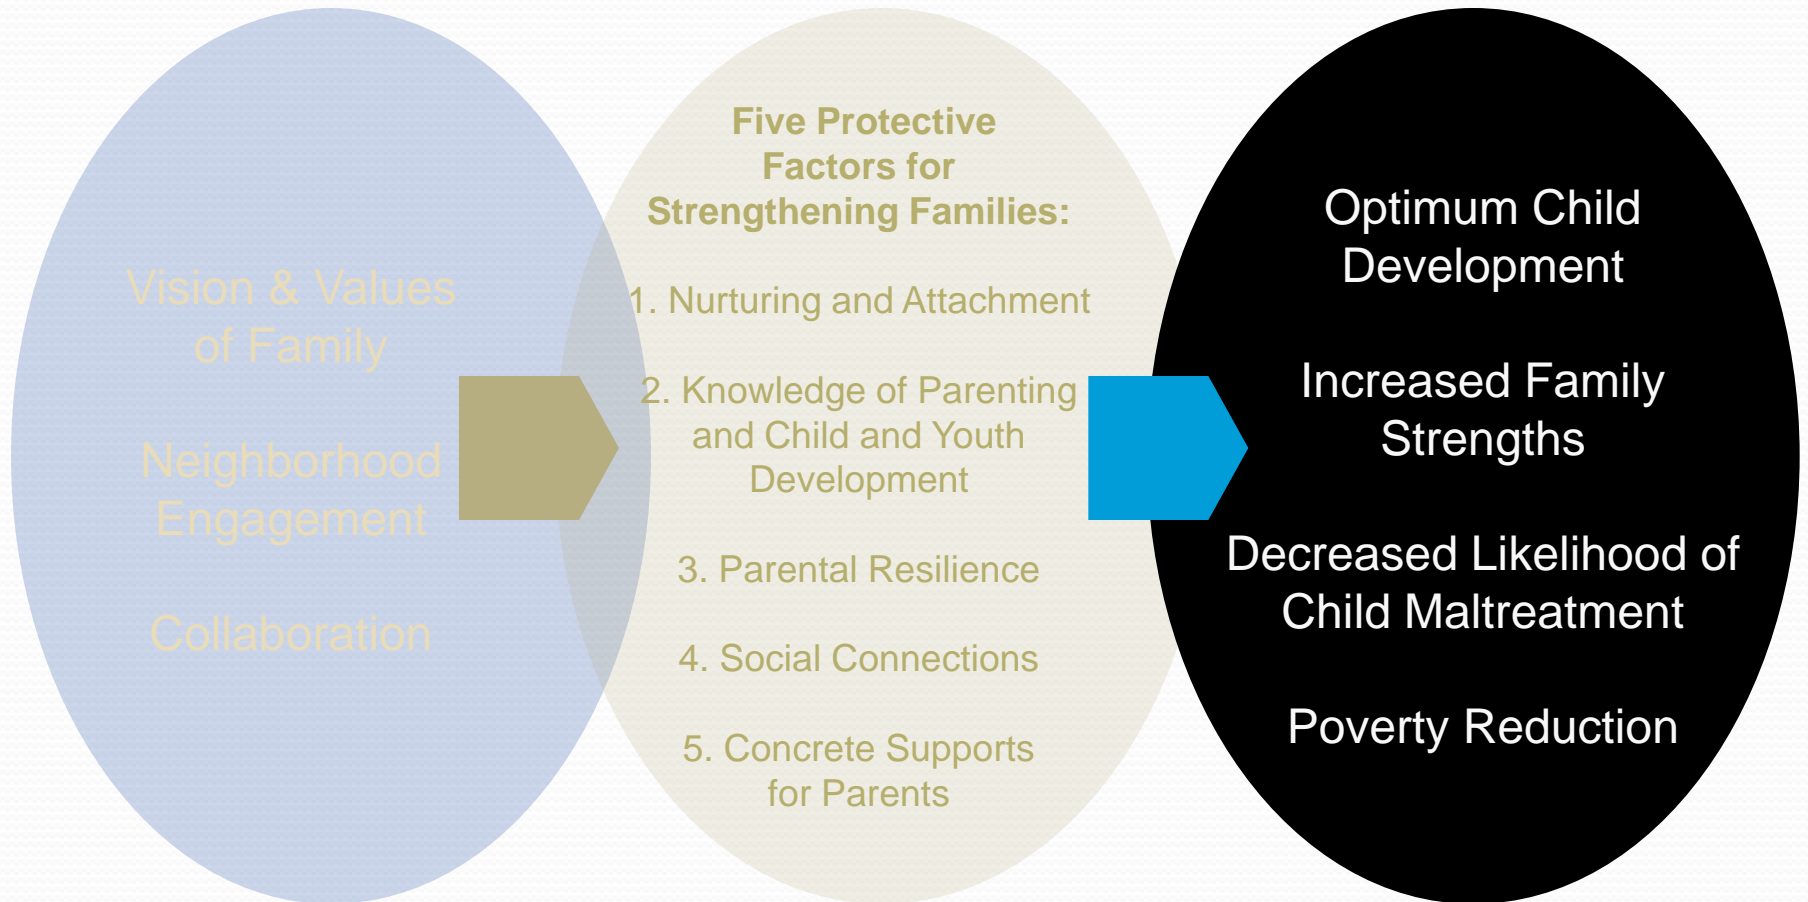 Vision & Values
of Family
Neighborhood
Engagement
Collaboration
Five Protective
Factors for
Strengthening Families:
1. Nurturing and Attachment
2. Knowledge of Parenting
and Child and Youth
Development
3. Parental Resilience
4. Social Connections
5. Concrete Supports
for Parents
Optimum Child
Development
Increased Family
Strengths
Decreased Likelihood of
Child Maltreatment
Poverty Reduction